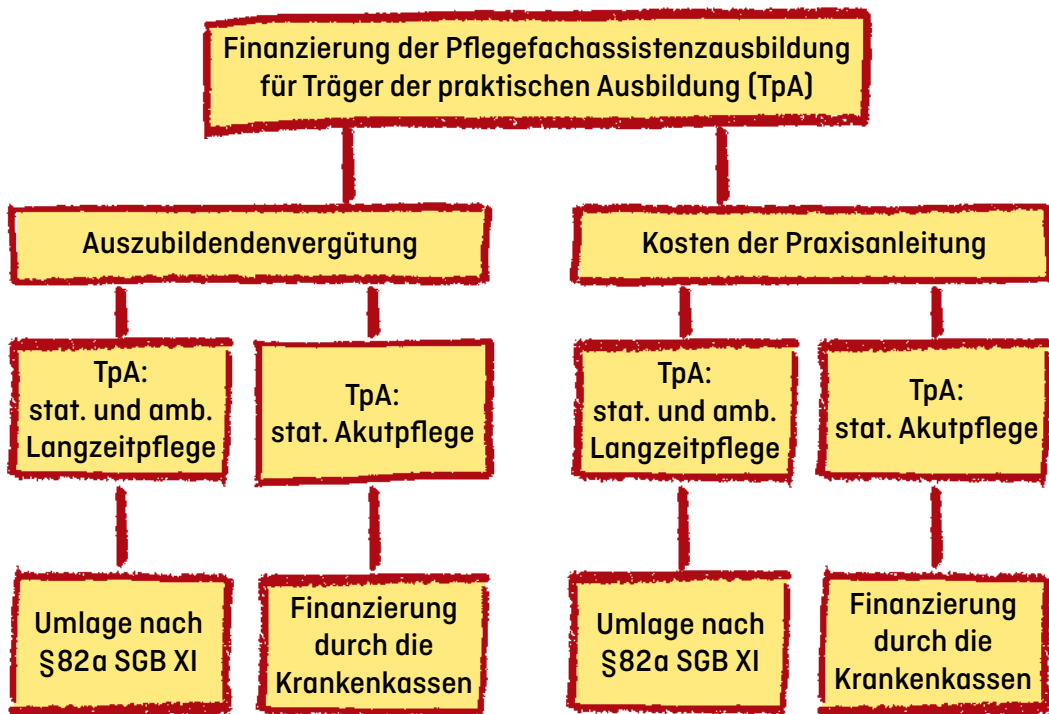 Finanzierung der Pflegefachassistenzausbildung
für Träger der praktischen Ausbildung (TpA)
Auszubildendenvergütung
Kosten der Praxisanleitung
TpA:
stat. und amb.
Langzeitpflege
TpA:
stat. Akutpflege
TpA:
stat. und amb.
Langzeitpflege
TpA:
stat. Akutpflege
Umlage nach
§82a SGB XI
Finanzierung
durch die
Krankenkassen
Umlage nach
§82a SGB XI
Finanzierung
durch die
Krankenkassen